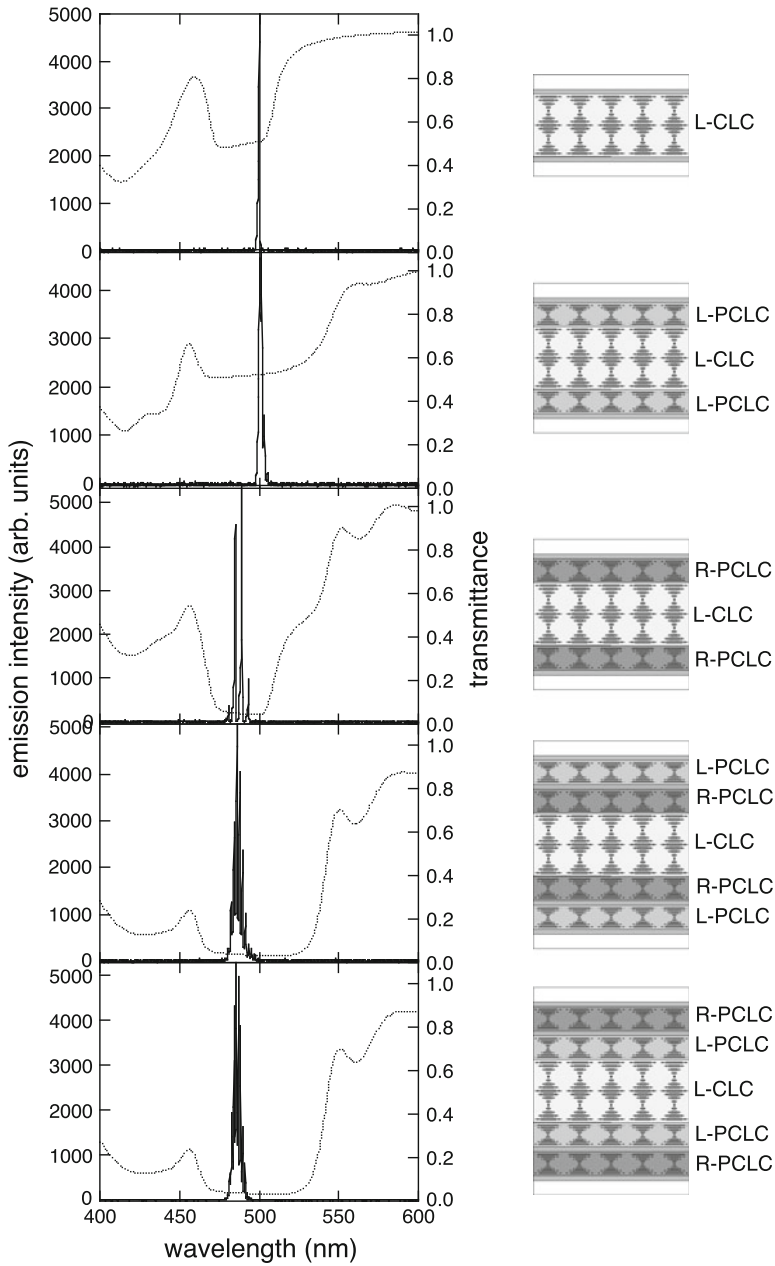 5000
4000
3000
2000
1000
0
1.0
0.8
0.6
0.4
0.2
0.0
L-CLC
4000
3000
2000
1000
0
1.0
0.8
0.6
0.4
0.2
0.0
L-PCLC
L-CLC
L-PCLC
5000
4000
3000
2000
1000
0
1.0
0.8
0.6
0.4
0.2
0.0
R-PCLC
L-CLC
R-PCLC
emission intensity (arb. units)
transmittance
5000
4000
3000
2000
1000
0
1.0
0.8
0.6
0.4
0.2
0.0
L-PCLC
R-PCLC
L-CLC
R-PCLC
L-PCLC
5000
4000
3000
2000
1000
0
1.0
0.8
0.6
0.4
0.2
0.0
R-PCLC
L-PCLC
L-CLC
L-PCLC
R-PCLC
400 450 500 550 600
wavelength (nm)